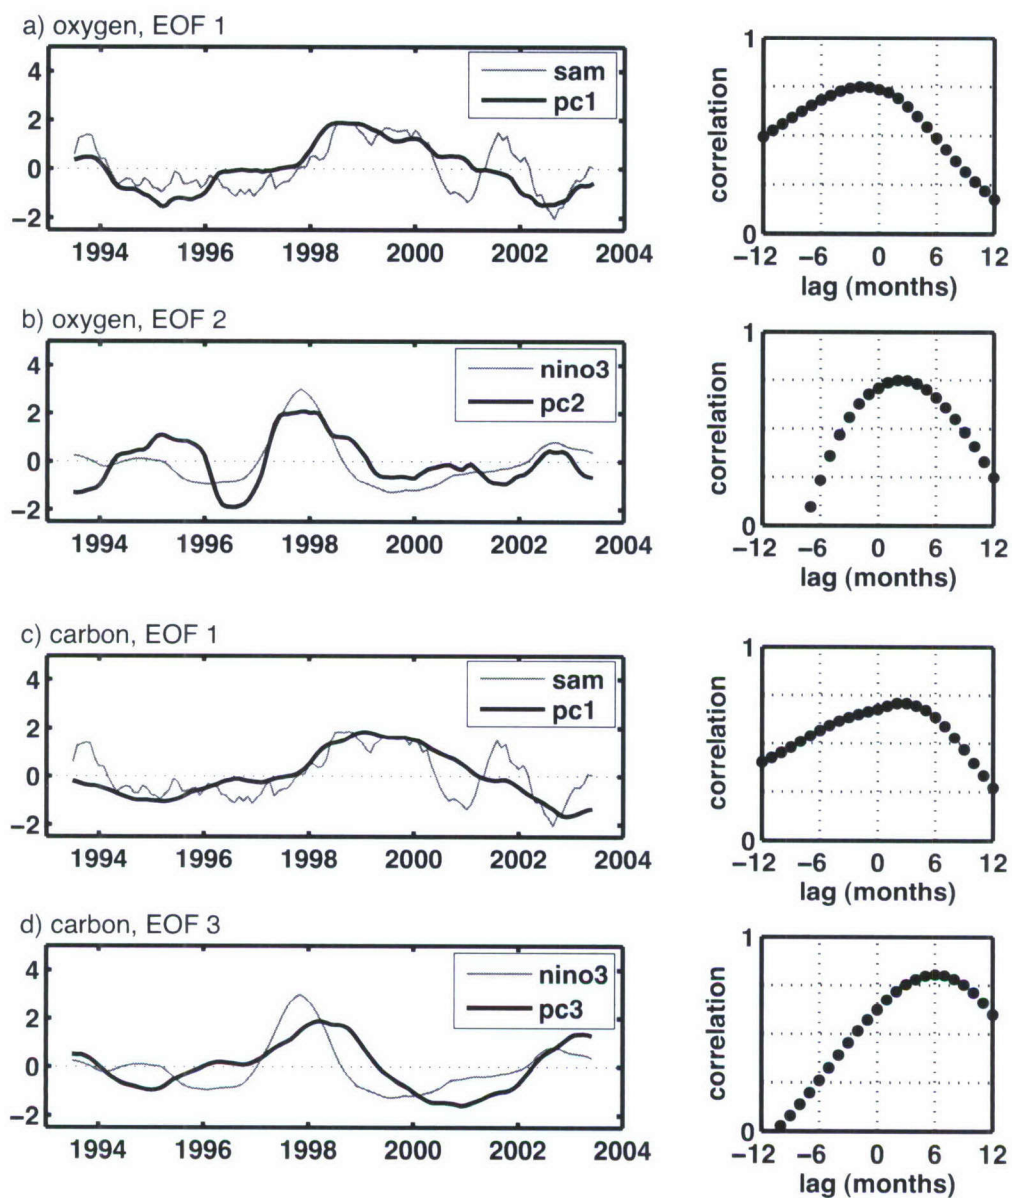 a) oxygen, EOF 1
sam
pc1
4
2
0
−2
1994 1996 1998 2000 2002 2004
1
correlation
0
−12 −6 0 6 12
lag (months)
b) oxygen, EOF 2
nino3
pc2
4
2
0
−2
1994 1996 1998 2000 2002 2004
1
correlation
0
−12 −6 0 6 12
lag (months)
c) carbon, EOF 1
sam
pc1
4
2
0
−2
1994 1996 1998 2000 2002 2004
1
correlation
0
−12 −6 0 6 12
lag (months)
d) carbon, EOF 3
nino3
pc3
4
2
0
−2
1994 1996 1998 2000 2002 2004
1
correlation
0
−12 −6 0 6 12
lag (months)